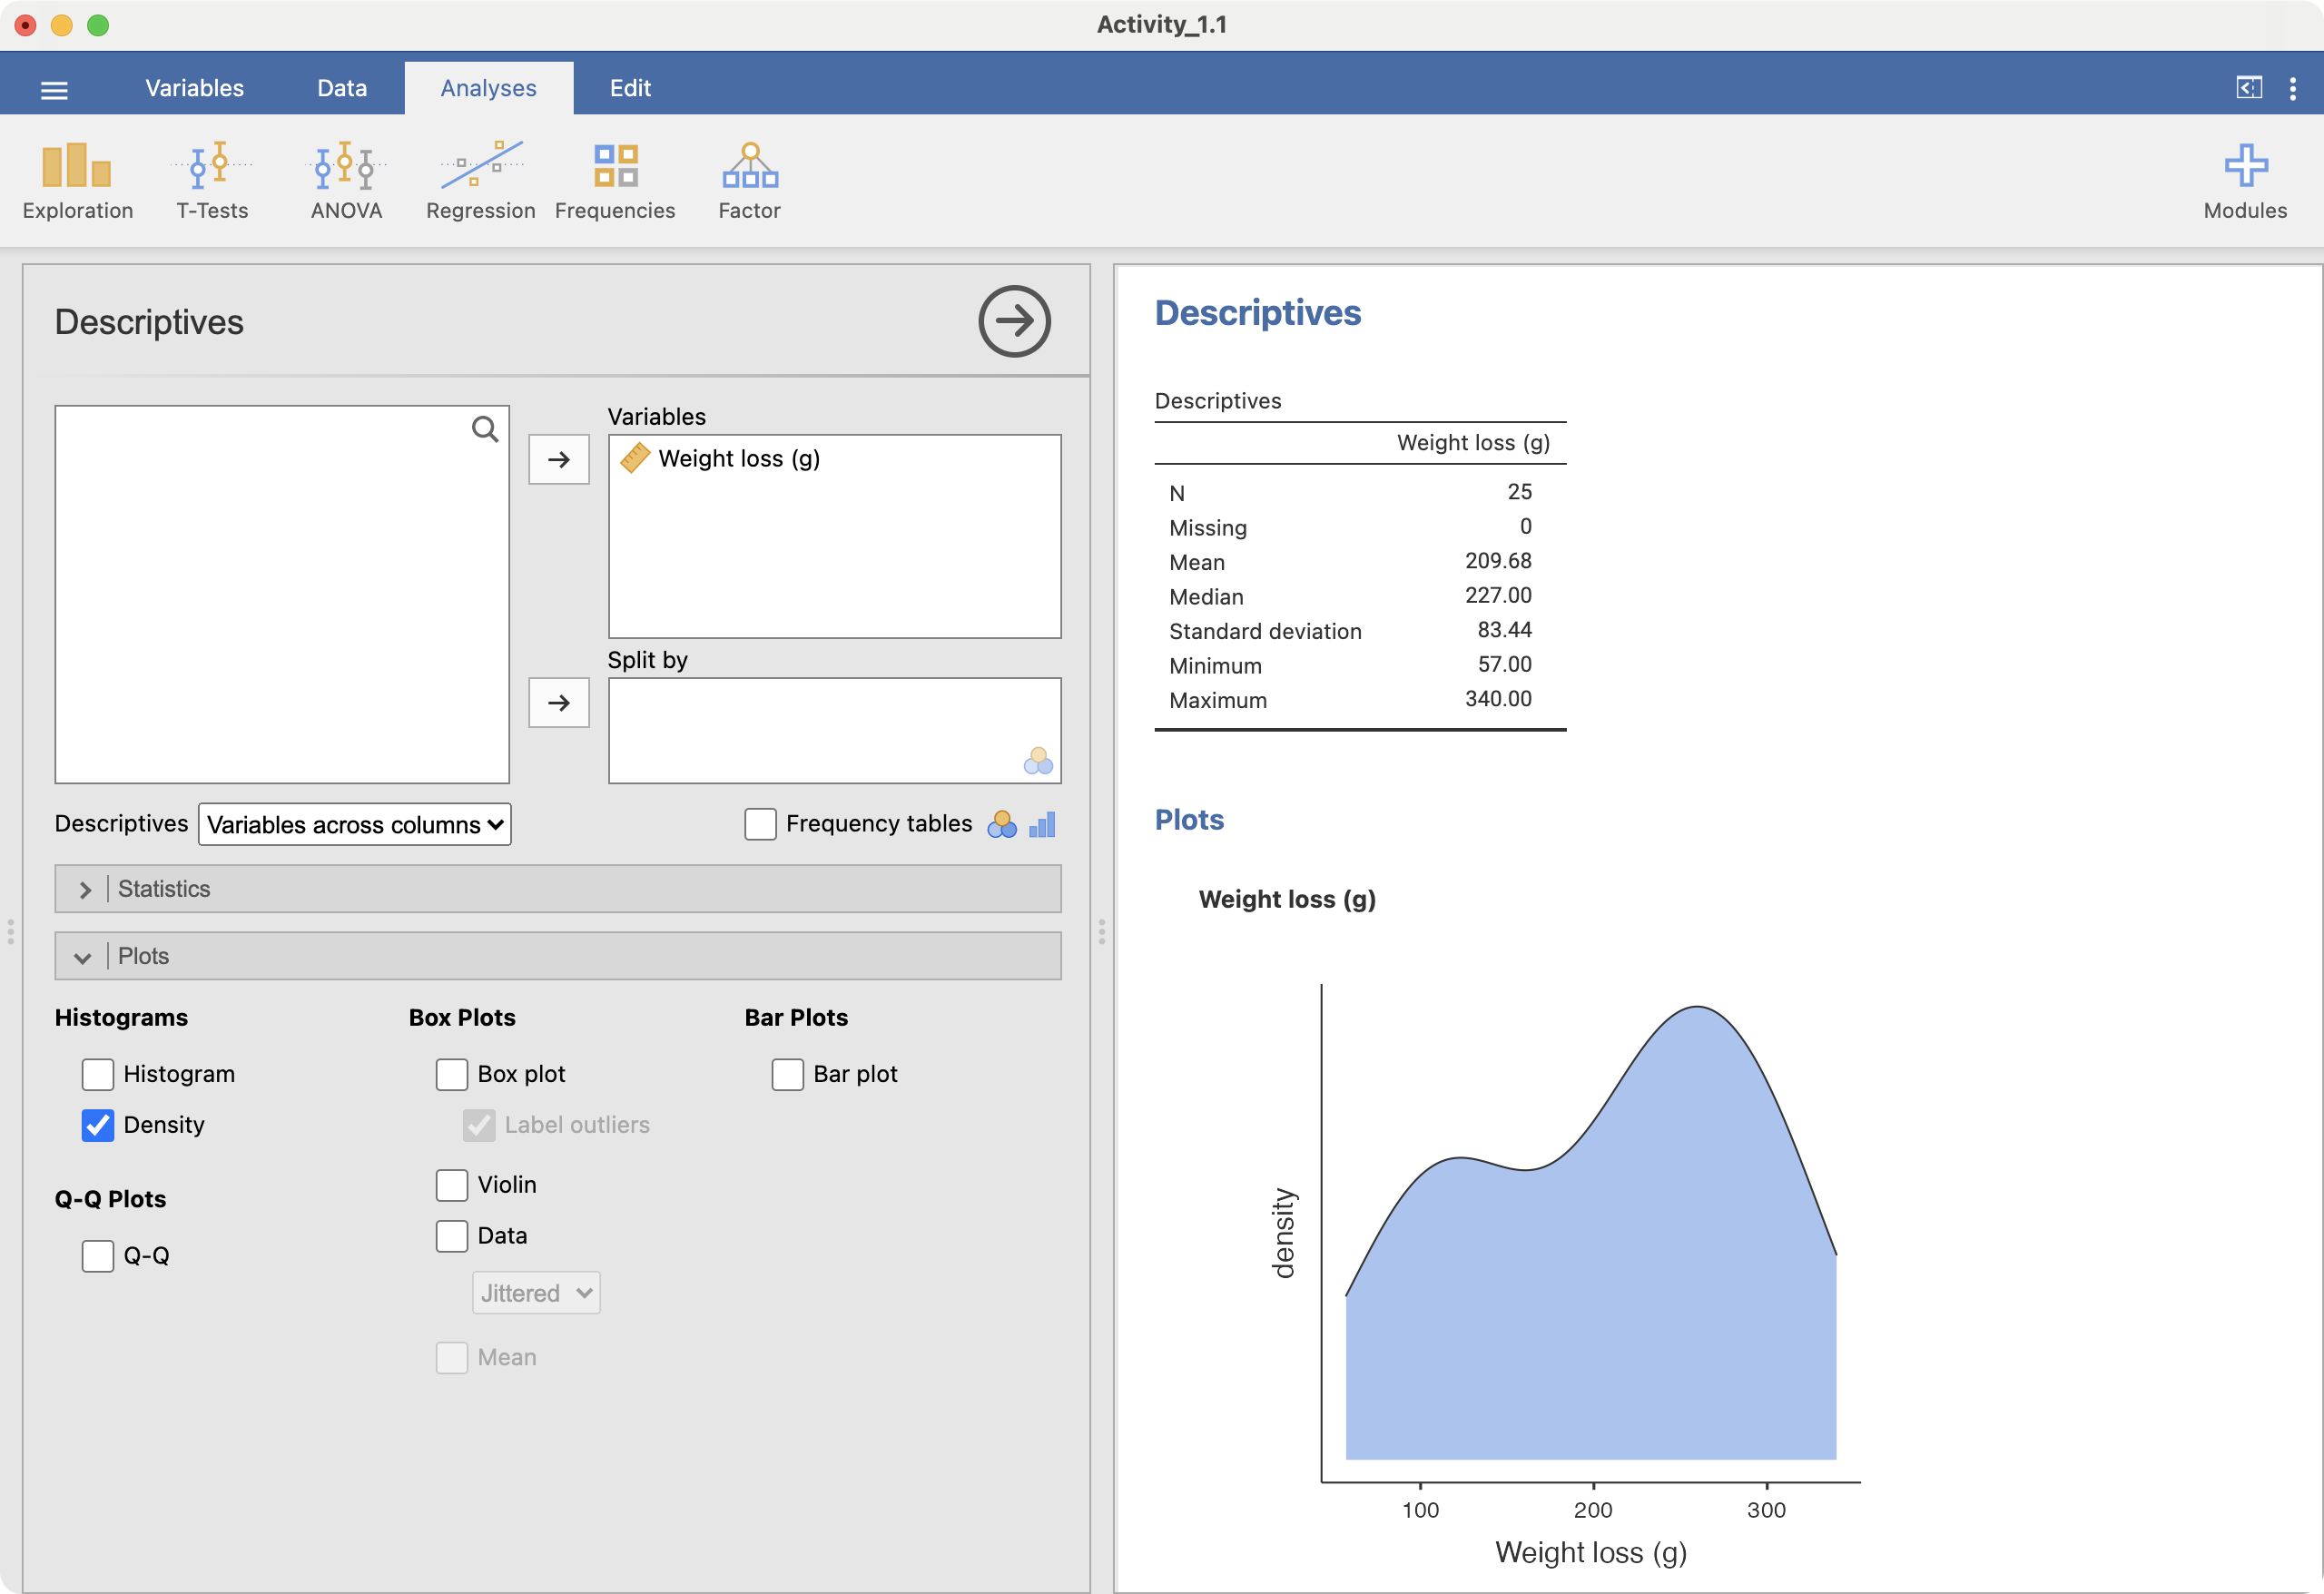 Activity_1.1
Variables Data Analyses Edit
Exploration T-Tests ANOVA Regression Frequencies Factor Modules
Descriptives
Variables
Weight loss (g)
Split by
Descriptives Variables across columns Frequency tables
Statistics
Plots
Histograms Box Plots Bar Plots
Histogram Box plot Bar plot
Density Label outliers
Violin
Q-Q Plots
Data
Q-Q
Jittered
Mean
Descriptives
Descriptives
Weight loss (g)
N 25
Missing 0
Mean 209.68
Median 227.00
Standard deviation 83.44
Minimum 57.00
Maximum 340.00
Plots
Weight loss (g)
density
100 200 300
Weight loss (g)